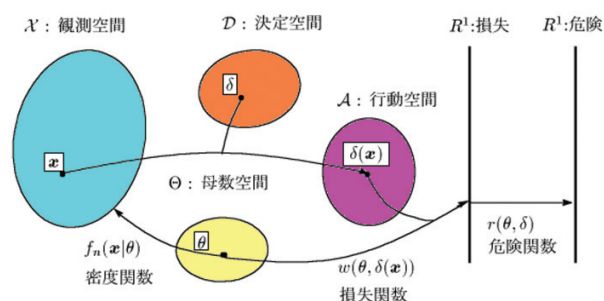 𝒳：観測空間
𝒟：決定空間
R¹:損失
R¹:危険
δ
𝒜：行動空間
x
δ(x)
Θ：母数空間
θ
r(θ, δ)
危険関数
fₙ(x|θ)
密度関数
w(θ, δ(x))
損失関数